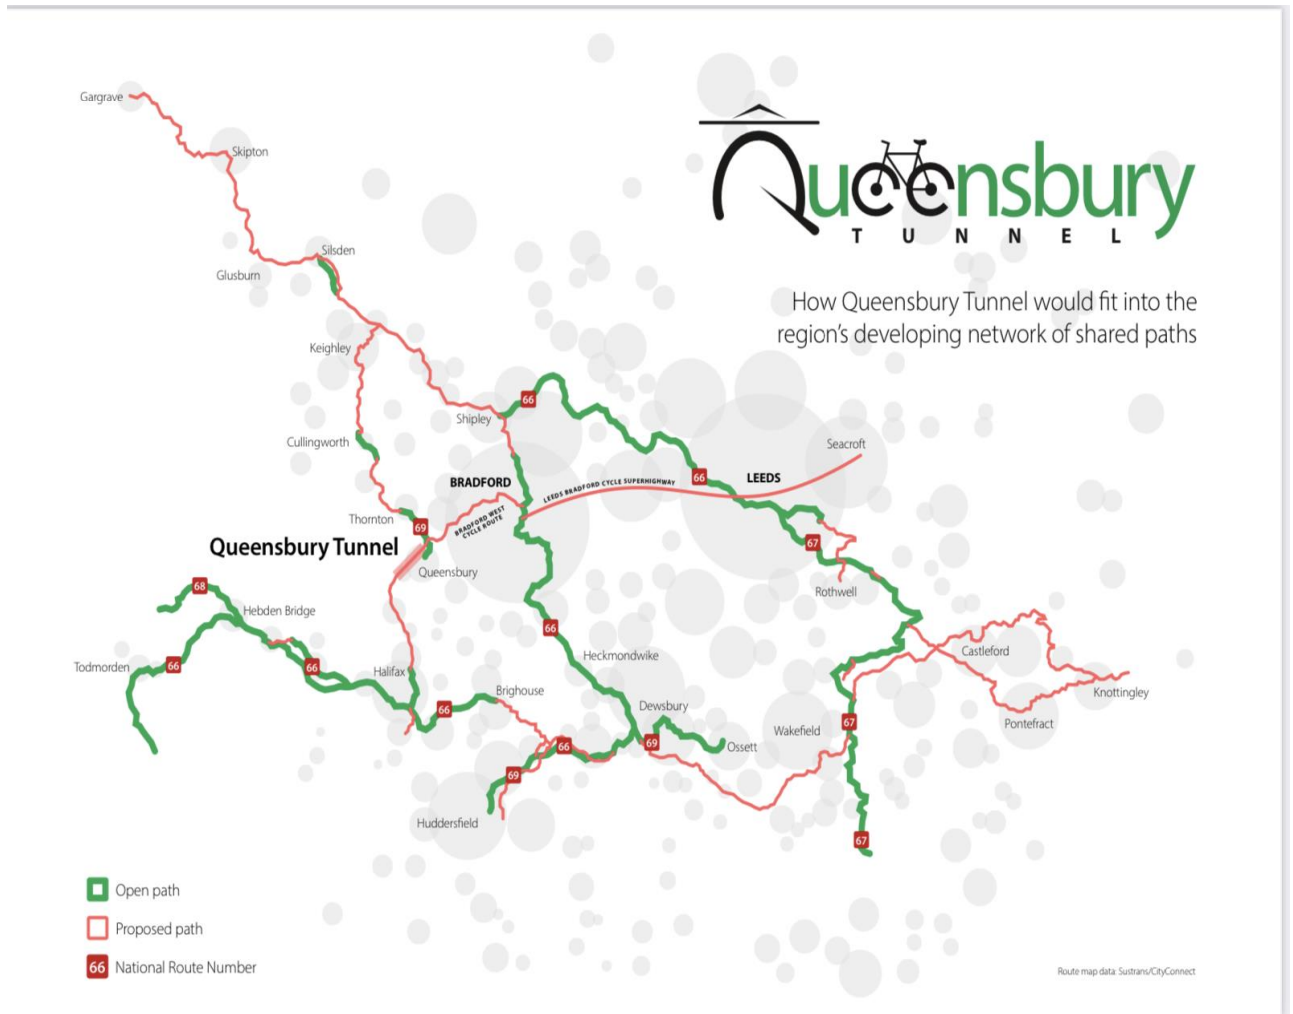 Queensbury
TUNNEL
How Queensbury Tunnel would fit into the
region's developing network of shared paths
Gargrave
Skipton
Silsden
Glusburn
Keighley
Shipley
66
Cullingworth
Seacroft
66
LEEDS
BRADFORD
LEEDS BRADFORD CYCLE SUPERHIGHWAY
BRADFORD WEST
CYCLE ROUTE
Thornton
69
Queensbury Tunnel
67
Queensbury
68
Rothwell
Hebden Bridge
66
Heckmondwike
Castleford
Todmorden
66
66
Halifax
Knottingley
Brighouse
66
Dewsbury
Pontefract
Wakefield
67
66
69
Ossett
69
Huddersfield
67
Open path
Proposed path
66 National Route Number
Route map data: Sustrans/CityConnect